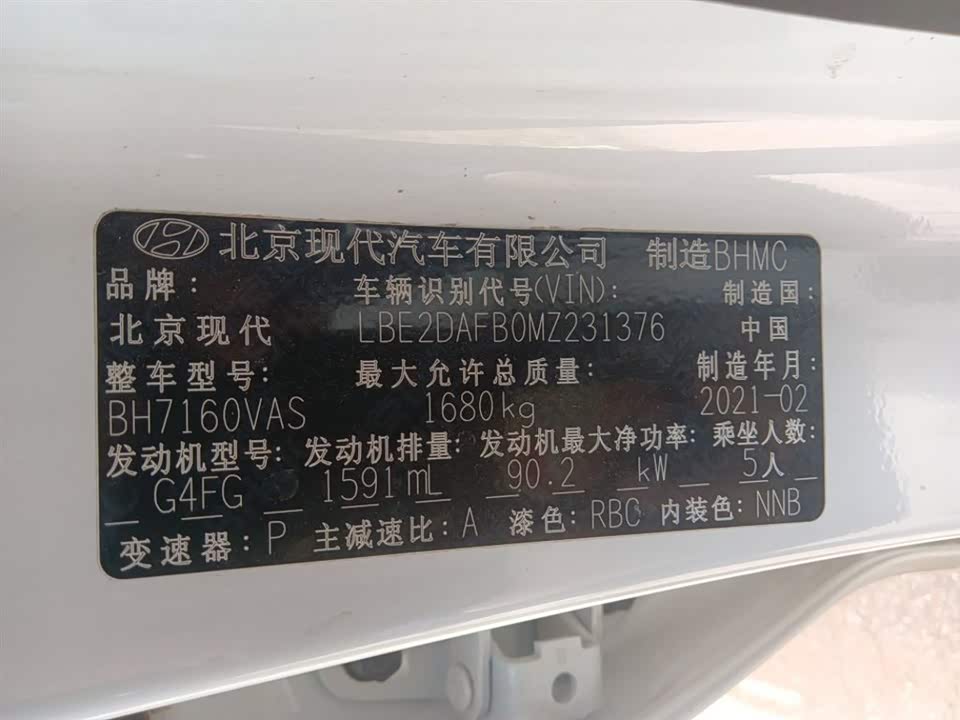 北京现代汽车有限公司 制造BHMC
品牌: 车辆识别代号(VIN): 制造国:
北京现代 LBE2DAFB0MZ231376 中国
整车型号: 最大允许总质量: 制造年月:
BH7160VAS 1680kg 2021-02
发动机型号: 发动机排量: 发动机最大净功率: 乘坐人数:
G4FG 1591mL 90.2 kW 5人
变速器: P 主减速比: A 漆色: RBC 内装色: NNB